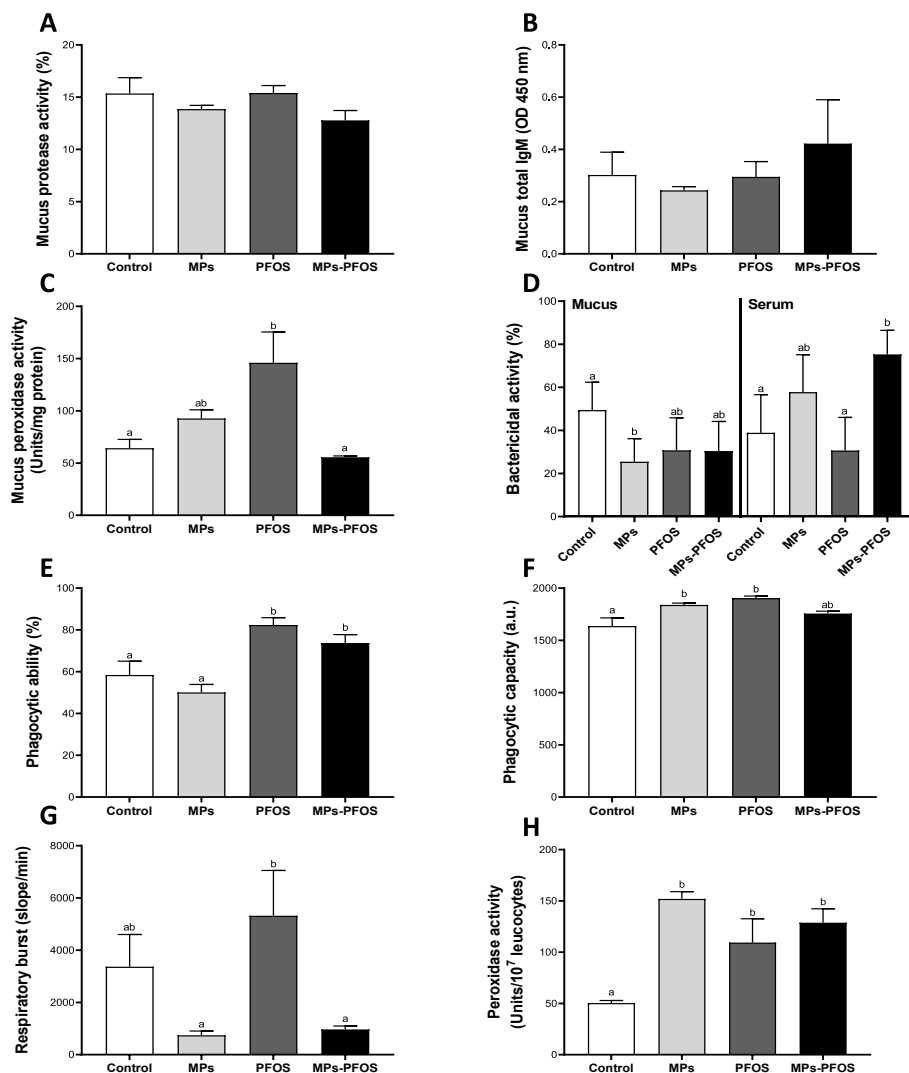 A
Mucus protease activity (%)
20
15
10
5
0
Control MPs PFOS MPs-PFOS
B
Mucus total IgM (OD 450 nm)
0.8
0.6
0.4
0.2
0.0
Control MPs PFOS MPs-PFOS
C
Mucus peroxidase activity
(Units/mg protein)
200
150
100
50
0
a ab b a
Control MPs PFOS MPs-PFOS
D
Bactericidal activity (%)
100
80
60
40
20
0
Mucus Serum
a b ab ab a ab a b
Control MPs PFOS MPs-PFOS Control MPs PFOS MPs-PFOS
E
Phagocytic ability (%)
100
80
60
40
20
0
a a b b
Control MPs PFOS MPs-PFOS
F
Phagocytic capacity (a.u.)
2000
1500
1000
500
0
a b b ab
Control MPs PFOS MPs-PFOS
G
Respiratory burst (slope/min)
8000
6000
4000
2000
0
ab a b a
Control MPs PFOS MPs-PFOS
H
Peroxidase activity
(Units/10⁷ leucocytes)
200
150
100
50
0
a b b b
Control MPs PFOS MPs-PFOS